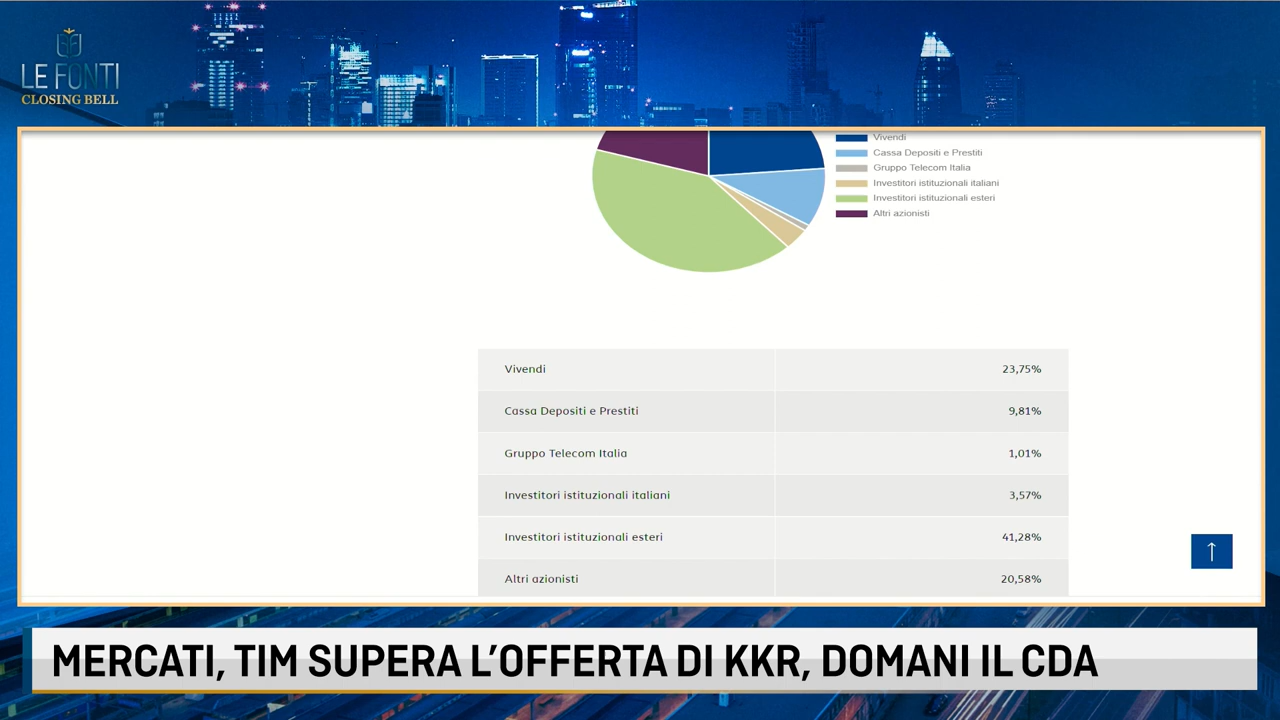 LE FONTI
CLOSING BELL
Vivendi
Cassa Depositi e Prestiti
Gruppo Telecom Italia
Investitori istituzionali italiani
Investitori istituzionali esteri
Altri azionisti
Vivendi 23,75%
Cassa Depositi e Prestiti 9,81%
Gruppo Telecom Italia 1,01%
Investitori istituzionali italiani 3,57%
Investitori istituzionali esteri 41,28%
Altri azionisti 20,58%
MERCATI, TIM SUPERA L'OFFERTA DI KKR, DOMANI IL CDA